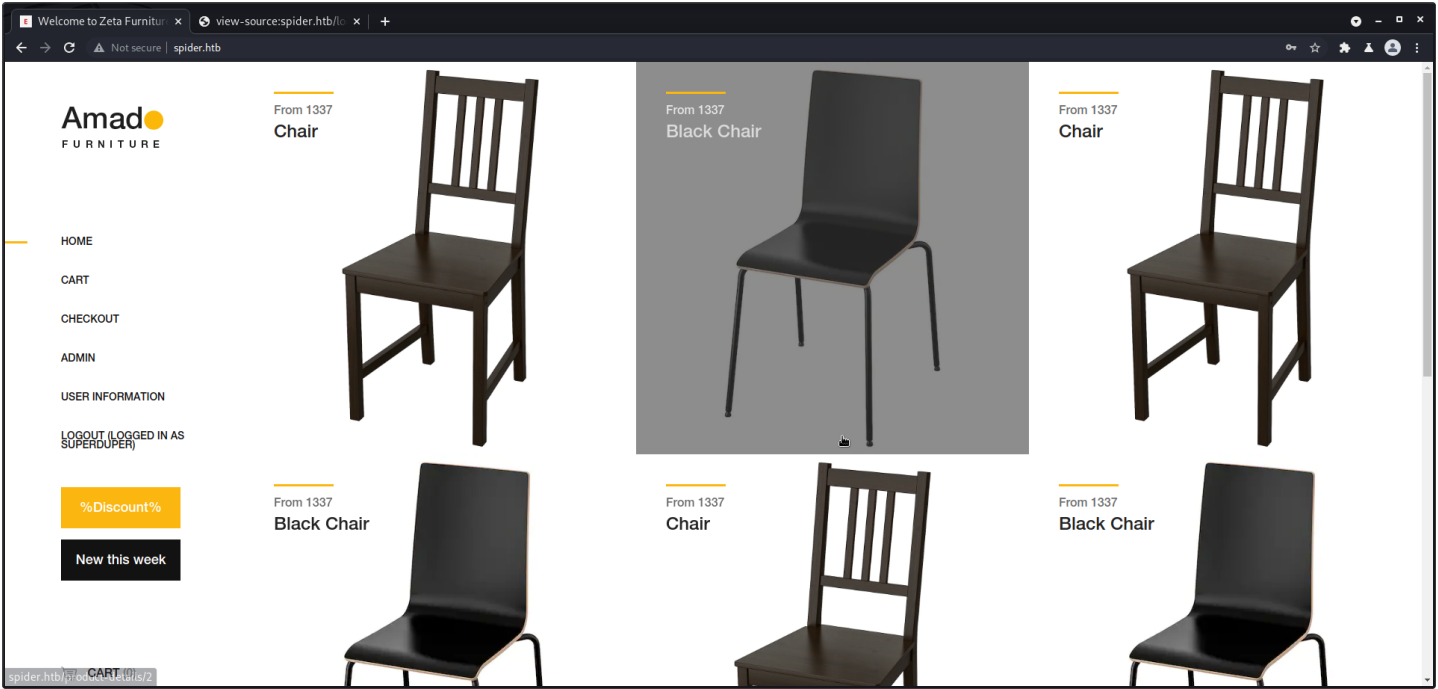 Welcome to Zeta Furnitur
view-source:spider.htb/lo
Not secure
spider.htb
Amado
FURNITURE
HOME
CART
CHECKOUT
ADMIN
USER INFORMATION
LOGOUT (LOGGED IN AS
SUPERDUPER)
%Discount%
New this week
CART (0)
spider.htb/product-details/2
From 1337
Chair
From 1337
Black Chair
From 1337
Chair
From 1337
Black Chair
From 1337
Chair
From 1337
Black Chair